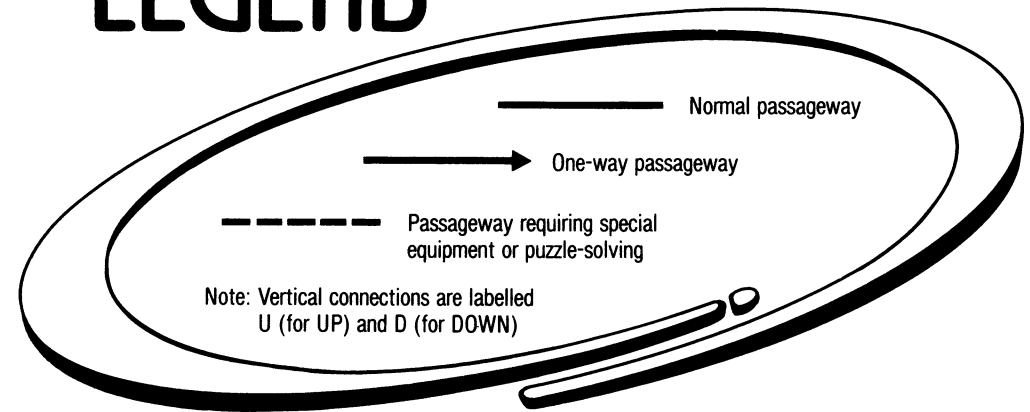 LEGEND
Normal passageway
One-way passageway
Passageway requiring special
equipment or puzzle-solving
Note: Vertical connections are labelled
U (for UP) and D (for DOWN)